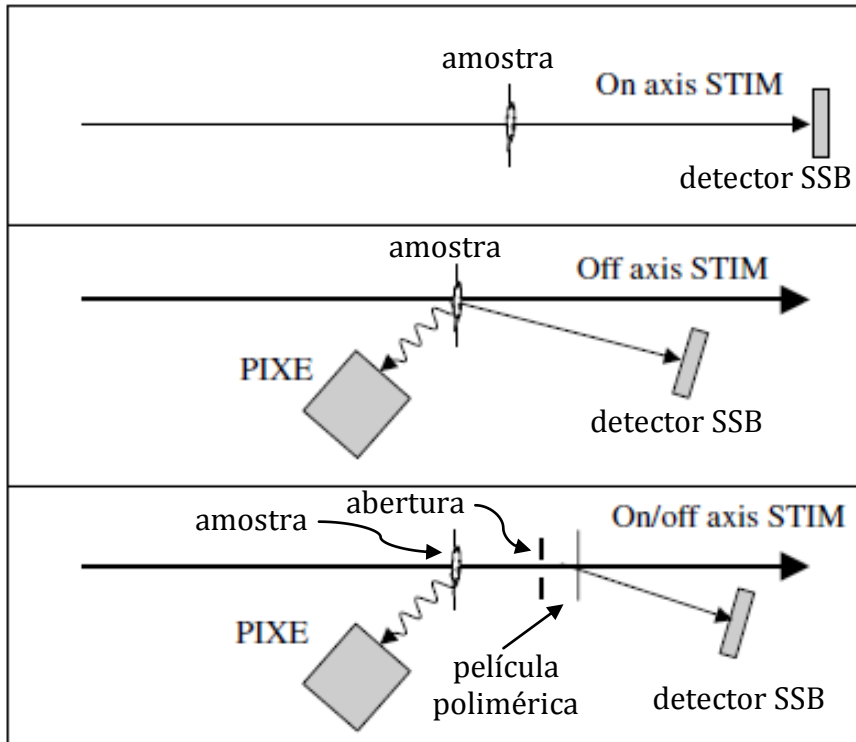 amostra
On axis STIM
detector SSB
amostra
Off axis STIM
PIXE
detector SSB
abertura
amostra
On/off axis STIM
PIXE
película
polimérica
detector SSB